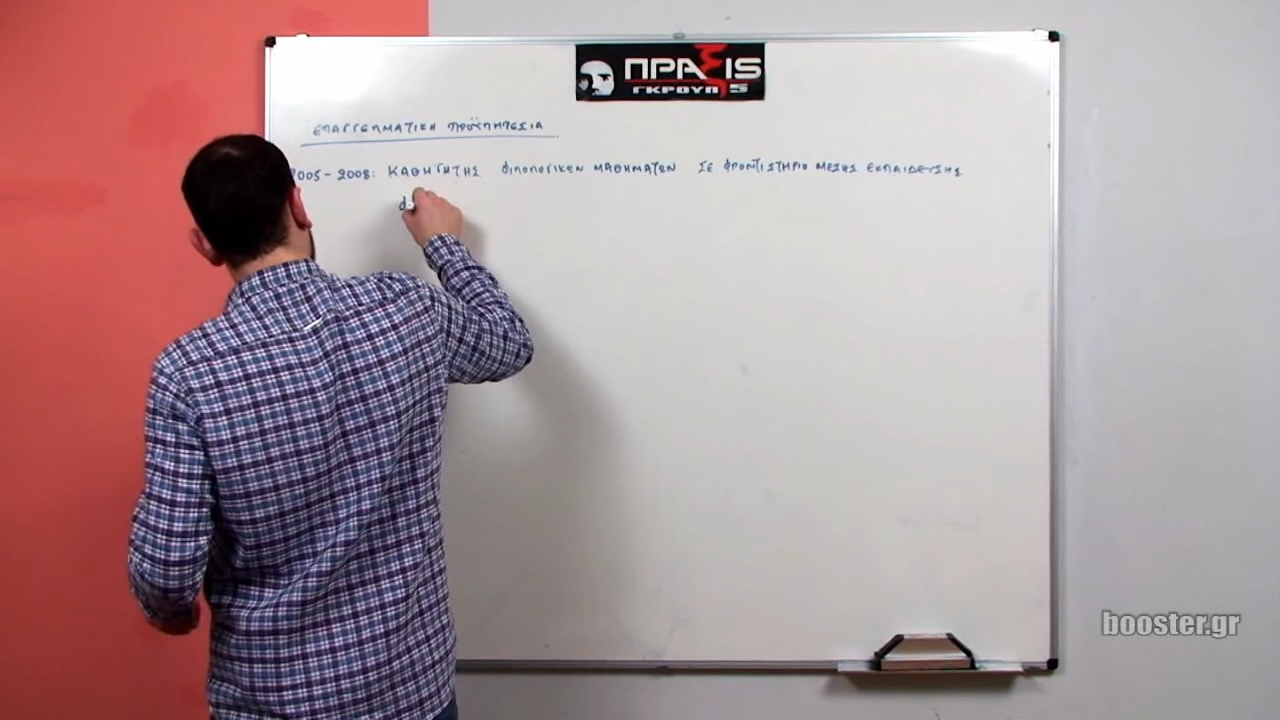 ΠΡΑΞΙS
ΓΚΡΟΥΠ 5
ΕΠΑΓΓΕΛΜΑΤΙΚΗ ΠΡΟΫΠΗΡΕΣΙΑ
2005-2008: ΚΑΘΗΓΗΤΗΣ ΦΙΛΟΛΟΓΙΚΩΝ ΜΑΘΗΜΑΤΩΝ ΣΕ ΦΡΟΝΤΙΣΤΗΡΙΟ ΜΕΣΗΣ ΕΚΠΑΙΔΕΥΣΗΣ
booster.gr